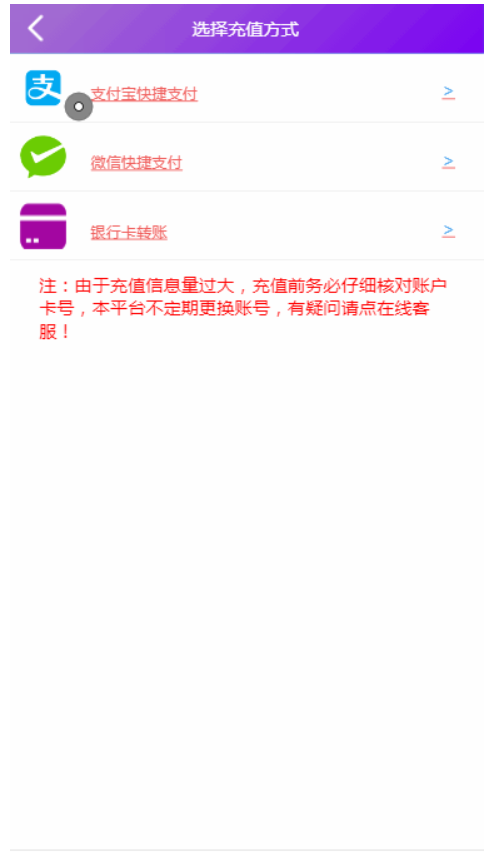 选择充值方式
支付宝快捷支付 >
微信快捷支付 >
银行卡转账 >
注：由于充值信息量过大，充值前务必仔细核对账户
卡号，本平台不定期更换账号，有疑问请点在线客
服！